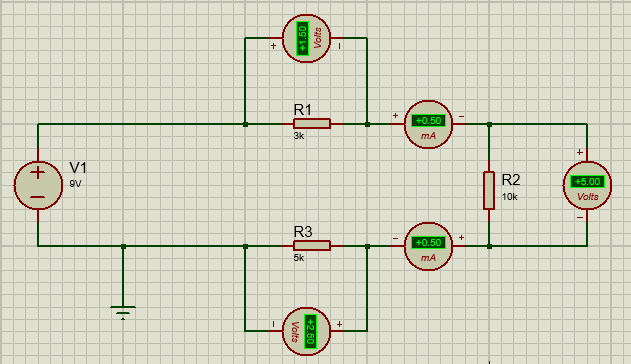 +1.50
Volts
+ −
R1
3k
+ −
+0.50
mA
V1
9V
+
−
R2
10k
+
+5.00
Volts
−
R3
5k
− +
+0.50
mA
− +
Volts
+2.50